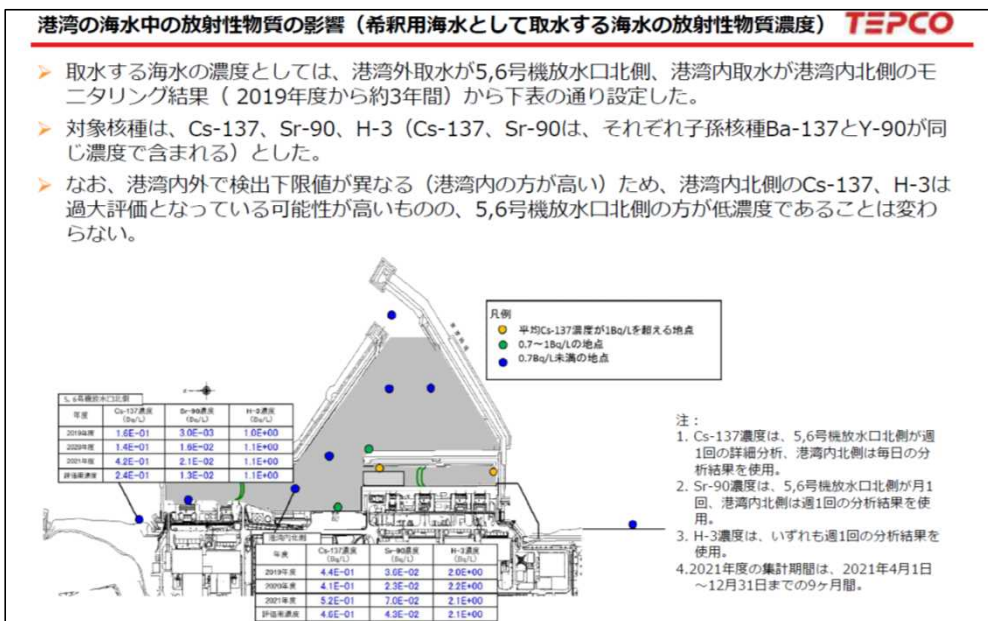 港湾の海水中の放射性物質の影響（希釈用海水として取水する海水の放射性物質濃度）
TEPCO
取水する海水の濃度としては、港湾外取水が5,6号機放水口北側、港湾内取水が港湾内北側のモ
ニタリング結果（ 2019年度から約3年間）から下表の通り設定した。
対象核種は、Cs-137、Sr-90、H-3（Cs-137、Sr-90は、それぞれ子孫核種Ba-137とY-90が同
じ濃度で含まれる）とした。
なお、港湾内外で検出下限値が異なる（港湾内の方が高い）ため、港湾内北側のCs-137、H-3は
過大評価となっている可能性が高いものの、5,6号機放水口北側の方が低濃度であることは変わ
らない。
凡例
平均Cs-137濃度が1Bq/Lを超える地点
0.7～1Bq/Lの地点
0.7Bq/L未満の地点
5,6号機放水口北側
年度 Cs-137濃度 (Bq/L) Sr-90濃度 (Bq/L) H-3濃度 (Bq/L)
2019年度 1.6E-01 3.0E-03 1.0E+00
2020年度 1.4E-01 1.6E-02 1.1E+00
2021年度 4.2E-01 2.1E-02 1.1E+00
評価用濃度 2.4E-01 1.3E-02 1.1E+00
港湾内北側
年度 Cs-137濃度 (Bq/L) Sr-90濃度 (Bq/L) H-3濃度 (Bq/L)
2019年度 4.4E-01 3.6E-02 2.0E+00
2020年度 4.1E-01 2.3E-02 2.2E+00
2021年度 5.2E-01 7.0E-02 2.1E+00
評価用濃度 4.6E-01 4.3E-02 2.1E+00
注：
1. Cs-137濃度は、5,6号機放水口北側が週
1回の詳細分析、港湾内北側は毎日の分
析結果を使用。
2. Sr-90濃度は、5,6号機放水口北側が月1
回、港湾内北側は週1回の分析結果を使
用。
3. H-3濃度は、いずれも週1回の分析結果を
使用。
4.2021年度の集計期間は、2021年4月1日
～12月31日までの9ヶ月間。